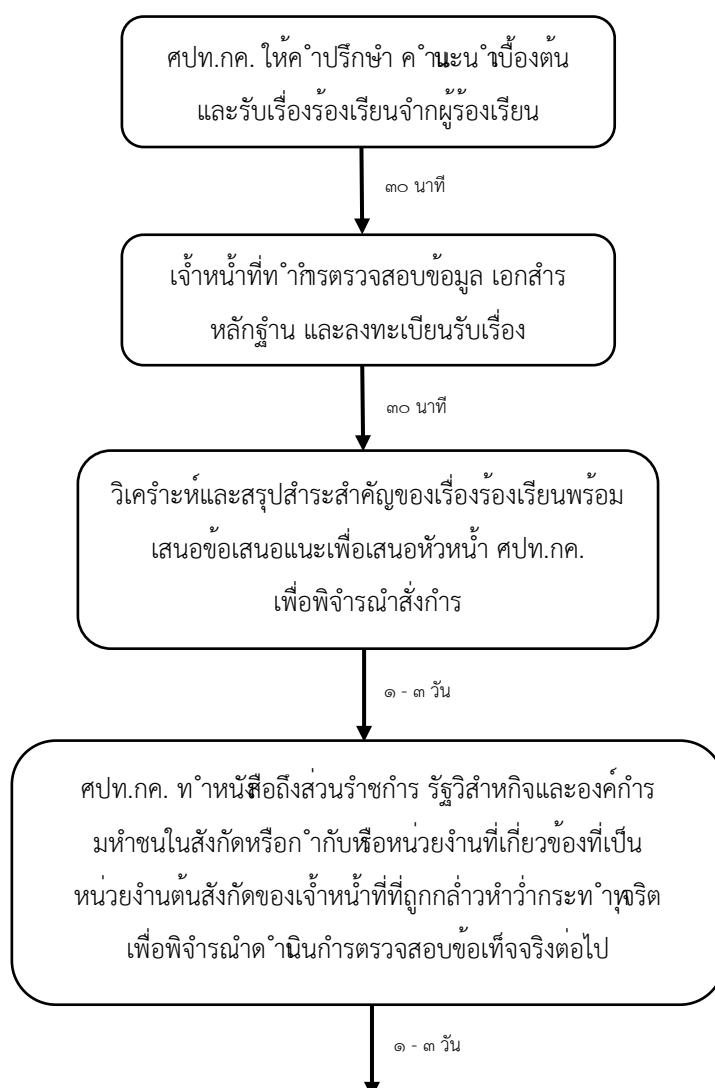 ศปท.กค. ให้ค ำปรึกษำ ค ำแนะน ำเบื้องต้น
และรับเรื่องร้องเรียนจำกผู้ร้องเรียน
๓๐ นาที
เจ้ำหน้ำที่ท ำกำรตรวจสอบข้อมูล เอกสำร
หลักฐำน และลงทะเบียนรับเรื่อง
๓๐ นาที
วิเครำะห์และสรุปสำระสำคัญของเรื่องร้องเรียนพร้อม
เสนอข้อเสนอแนะเพื่อเสนอหัวหน้ำ ศปท.กค.
เพื่อพิจำรณำสั่งกำร
๑ - ๓ วัน
ศปท.กค. ท ำหนังสือถึงส่วนรำชกำร รัฐวิสำหกิจและองค์กำร
มหำชนในสังกัดหรือก ำกับหรือหน่วยงำนที่เกี่ยวข้องที่เป็น
หน่วยงำนต้นสังกัดของเจ้ำหน้ำที่ที่ถูกกล่ำวหำว่ำกระท ำทุจริต
เพื่อพิจำรณำด ำเนินกำรตรวจสอบข้อเท็จจริงต่อไป
๑ - ๓ วัน